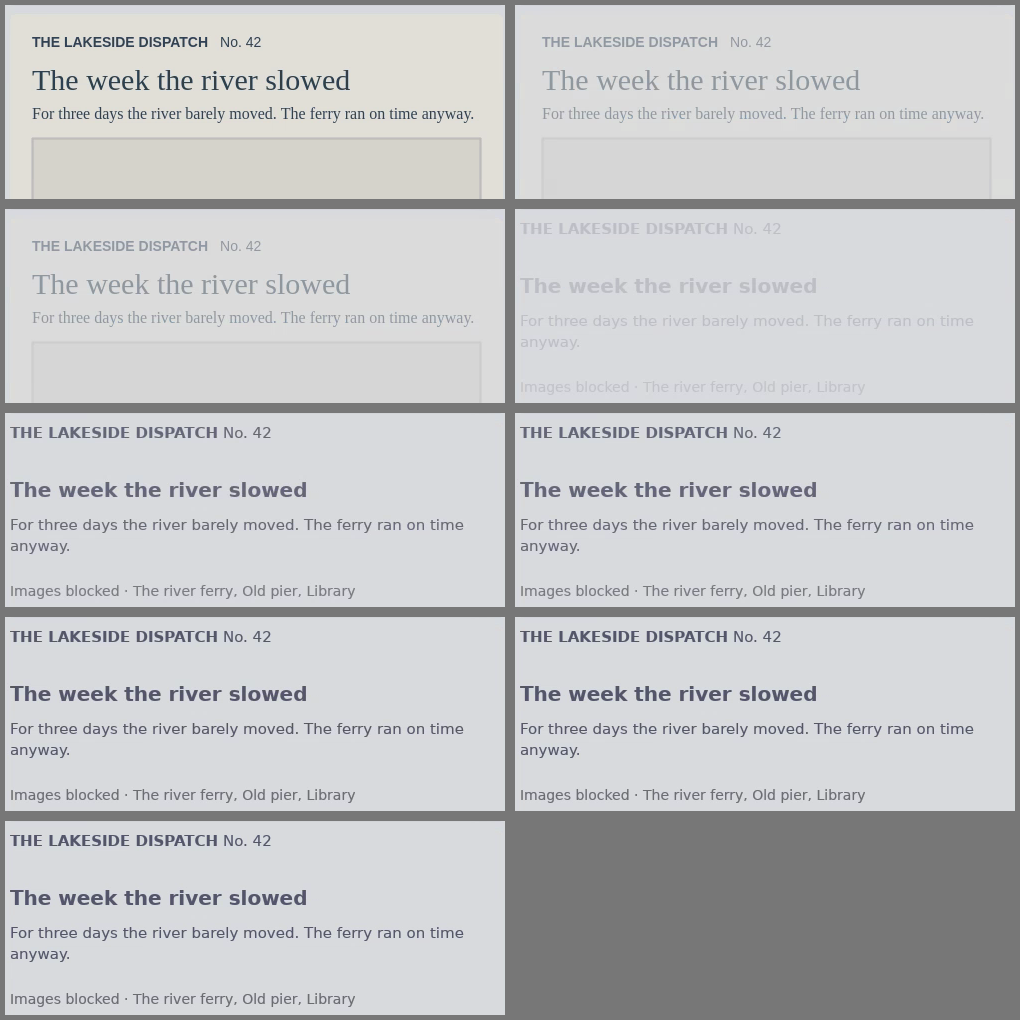 THE LAKESIDE DISPATCH No. 42
The week the river slowed
For three days the river barely moved. The ferry ran on time anyway.
THE LAKESIDE DISPATCH No. 42
The week the river slowed
For three days the river barely moved. The ferry ran on time anyway.
THE LAKESIDE DISPATCH No. 42
The week the river slowed
For three days the river barely moved. The ferry ran on time anyway.
THE LAKESIDE DISPATCH No. 42
The week the river slowed
For three days the river barely moved. The ferry ran on time
anyway.
Images blocked · The river ferry, Old pier, Library
THE LAKESIDE DISPATCH No. 42
The week the river slowed
For three days the river barely moved. The ferry ran on time
anyway.
Images blocked · The river ferry, Old pier, Library
THE LAKESIDE DISPATCH No. 42
The week the river slowed
For three days the river barely moved. The ferry ran on time
anyway.
Images blocked · The river ferry, Old pier, Library
THE LAKESIDE DISPATCH No. 42
The week the river slowed
For three days the river barely moved. The ferry ran on time
anyway.
Images blocked · The river ferry, Old pier, Library
THE LAKESIDE DISPATCH No. 42
The week the river slowed
For three days the river barely moved. The ferry ran on time
anyway.
Images blocked · The river ferry, Old pier, Library
THE LAKESIDE DISPATCH No. 42
The week the river slowed
For three days the river barely moved. The ferry ran on time
anyway.
Images blocked · The river ferry, Old pier, Library